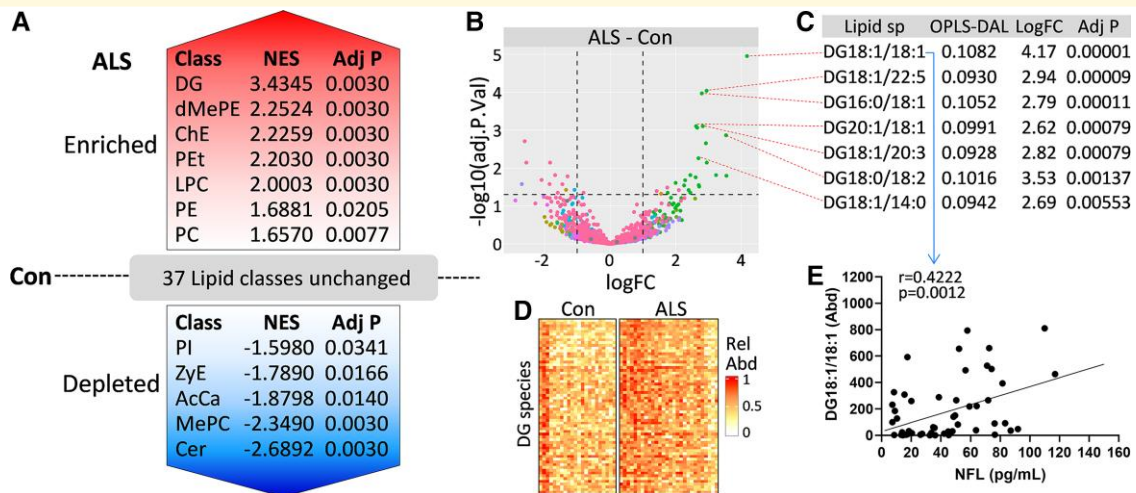 A
ALS
Enriched
Class NES Adj P
DG 3.4345 0.0030
dMePE 2.2524 0.0030
ChE 2.2259 0.0030
PEt 2.2030 0.0030
LPC 2.0003 0.0030
PE 1.6881 0.0205
PC 1.6570 0.0077
Con
37 Lipid classes unchanged
Depleted
Class NES Adj P
PI -1.5980 0.0341
ZyE -1.7890 0.0166
AcCa -1.8798 0.0140
MePC -2.3490 0.0030
Cer -2.6892 0.0030
B
ALS - Con
-log10(adj.P.Val)
5
4
3
2
1
0
-2 0 2 4
logFC
C
Lipid sp OPLS-DAL LogFC Adj P
DG18:1/18:1 0.1082 4.17 0.00001
DG18:1/22:5 0.0930 2.94 0.00009
DG16:0/18:1 0.1052 2.79 0.00011
DG20:1/18:1 0.0991 2.62 0.00079
DG18:1/20:3 0.0928 2.82 0.00079
DG18:0/18:2 0.1016 3.53 0.00137
DG18:1/14:0 0.0942 2.69 0.00553
D
Con ALS
DG species
Rel
Abd
1
0.5
0
E
r=0.4222
p=0.0012
DG18:1/18:1 (Abd)
1200
1000
800
600
400
200
0
0 20 40 60 80 100 120 140 160
NFL (pg/mL)